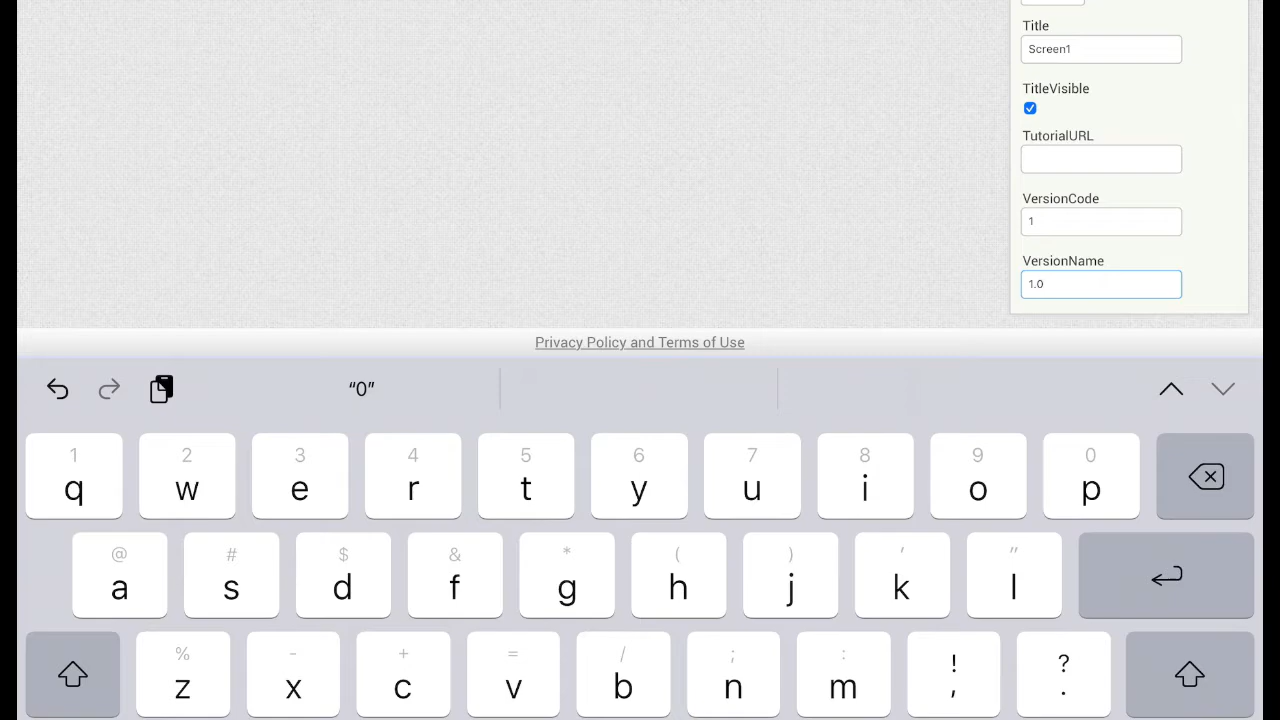 Title
Screen1
TitleVisible
TutorialURL
VersionCode
1
VersionName
1.0
Privacy Policy and Terms of Use
“0”
1 2 3 4 5 6 7 8 9 0
q w e r t y u i o p
@ # $ & * ( ) ' "
a s d f g h j k l
% - + = / ; : ! ?
z x c v b n m , .